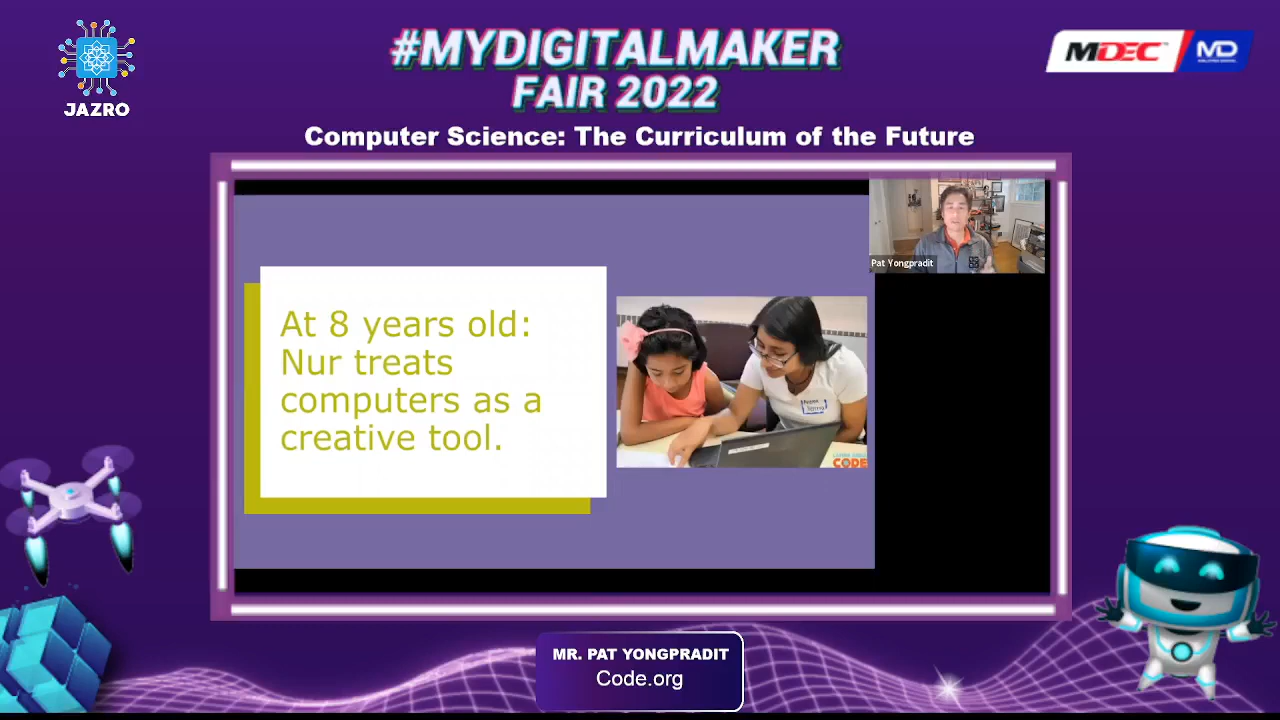 JAZRO
#MYDIGITALMAKER
FAIR 2022
MDEC
MD
Computer Science: The Curriculum of the Future
Pat Yongpradit
At 8 years old:
Nur treats
computers as a
creative tool.
CODE
MR. PAT YONGPRADIT
Code.org